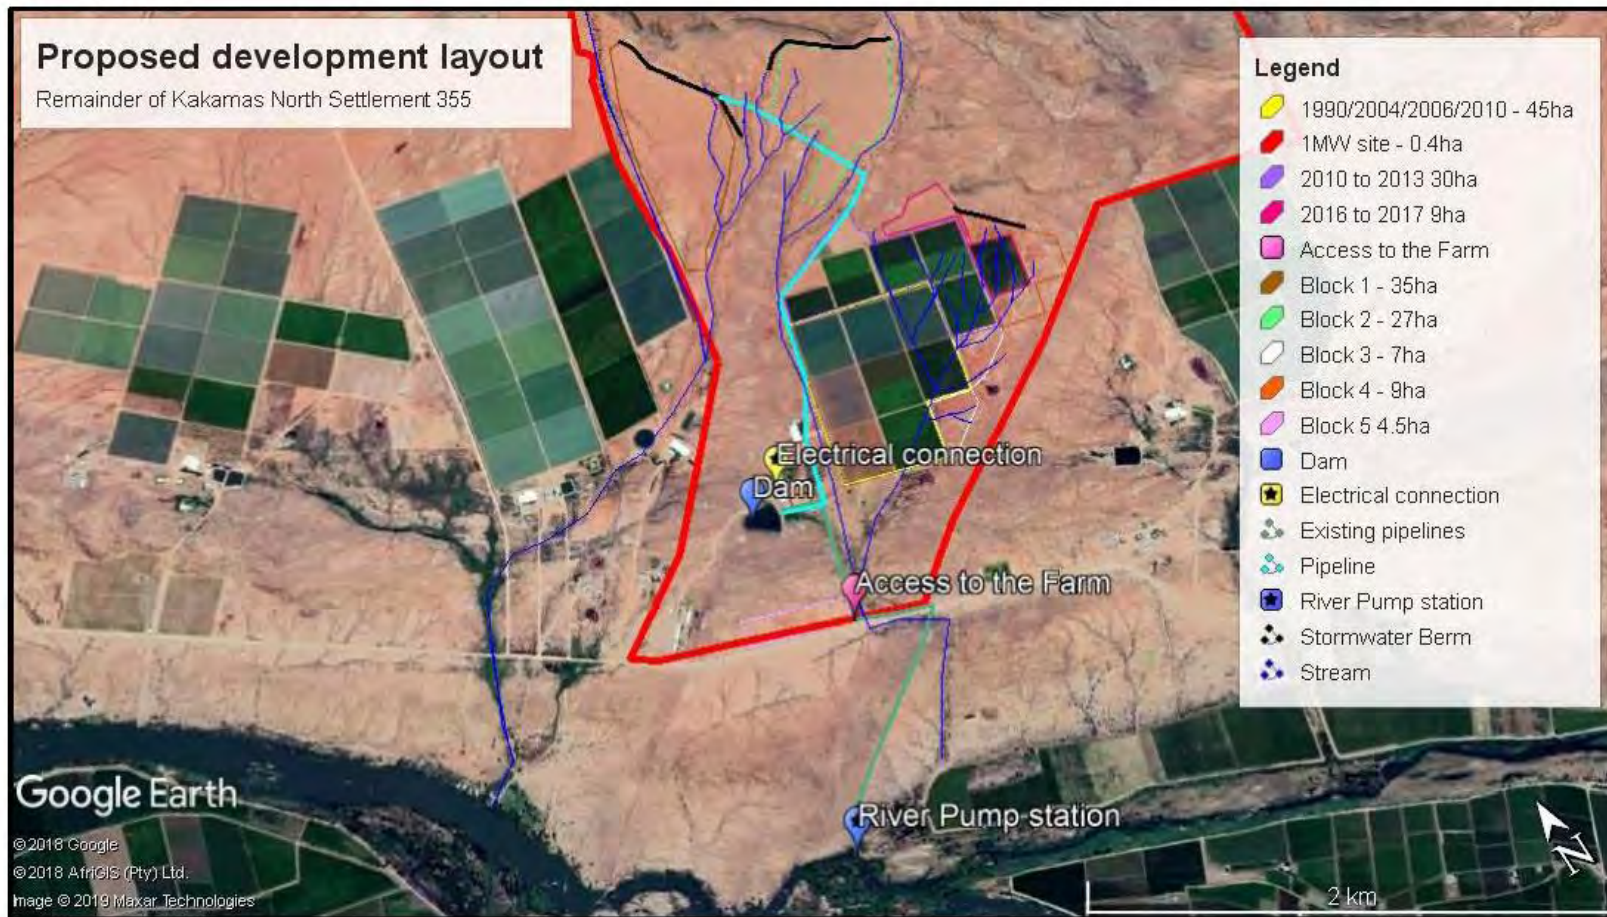 Proposed development layout
Remainder of Kakamas North Settlement 355
Legend
1990/2004/2006/2010 - 45ha
1MW site - 0.4ha
2010 to 2013 30ha
2016 to 2017 9ha
Access to the Farm
Block 1 - 35ha
Block 2 - 27ha
Block 3 - 7ha
Block 4 - 9ha
Block 5 4.5ha
Dam
Electrical connection
Existing pipelines
Pipeline
River Pump station
Stormwater Berm
Stream
Electrical connection
Dam
Access to the Farm
River Pump station
Google Earth
©2018 Google
©2018 AfriGIS (Pty) Ltd.
Image © 2019 Maxar Technologies
N
2 km